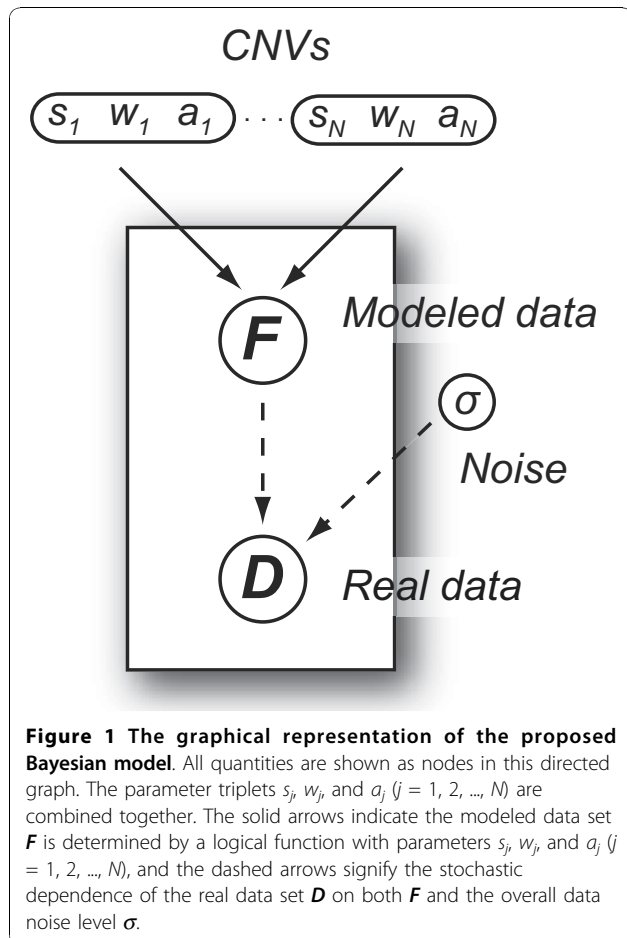 CNVs
s1 w1 a1 . . . sN wN aN
F
Modeled data
σ
Noise
D
Real data
Figure 1 The graphical representation of the proposed
Bayesian model. All quantities are shown as nodes in this directed
graph. The parameter triplets sj, wj, and aj (j = 1, 2, ..., N) are
combined together. The solid arrows indicate the modeled data set
F is determined by a logical function with parameters sj, wj, and aj (j
= 1, 2, ..., N), and the dashed arrows signify the stochastic
dependence of the real data set D on both F and the overall data
noise level σ.